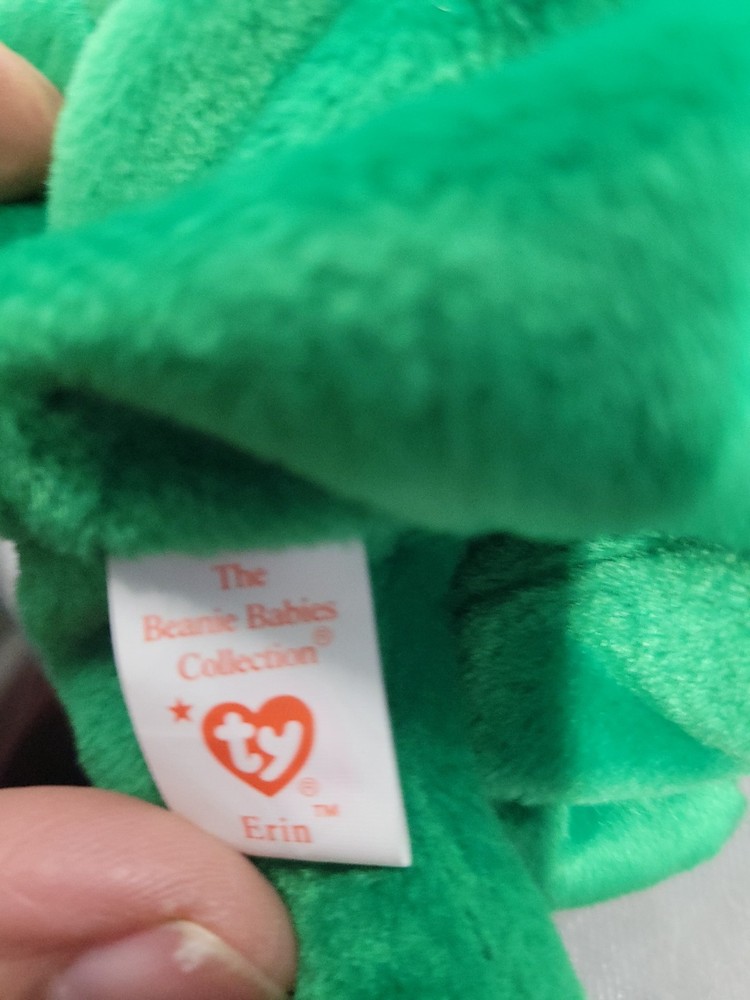 The
Beanie Babies
Collection®
★ ty®
Erin™